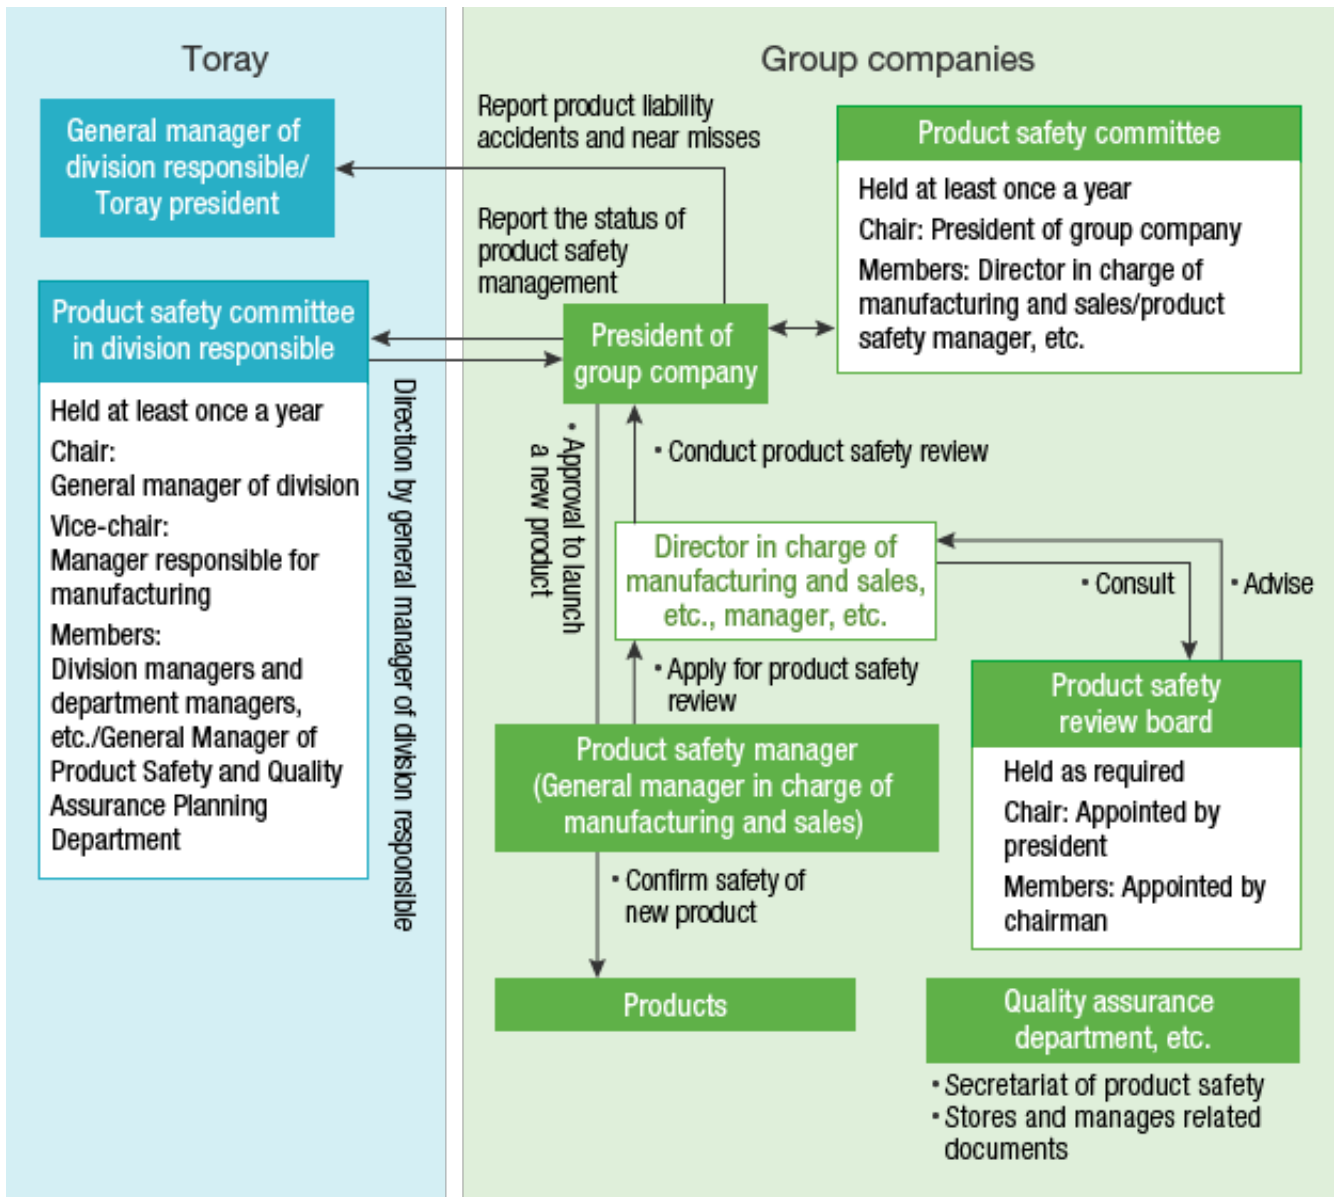 Toray
General manager of
division responsible/
Toray president
Product safety committee
in division responsible
Held at least once a year
Chair:
General manager of division
Vice-chair:
Manager responsible for
manufacturing
Members:
Division managers and
department managers,
etc./General Manager of
Product Safety and Quality
Assurance Planning
Department
Direction by general manager of division responsible
Group companies
Report product liability
accidents and near misses
Report the status of
product safety
management
Product safety committee
Held at least once a year
Chair: President of group company
Members: Director in charge of
manufacturing and sales/product
safety manager, etc.
President of
group company
・Approval to launch
a new product
・Conduct product safety review
Director in charge of
manufacturing and sales,
etc., manager, etc.
・Consult
・Advise
・Apply for product safety
review
Product safety
review board
Held as required
Chair: Appointed by
president
Members: Appointed by
chairman
Product safety manager
(General manager in charge of
manufacturing and sales)
・Confirm safety of
new product
Products
Quality assurance
department, etc.
・Secretariat of product safety
・Stores and manages related
documents